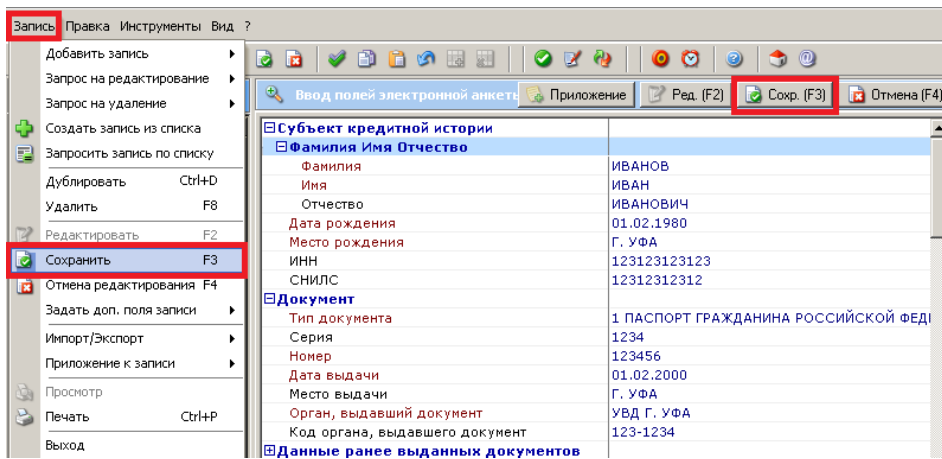 Запись Правка Инструменты Вид ?
Добавить запись
Запрос на редактирование
Запрос на удаление
Создать запись из списка
Запросить запись по списку
Дублировать Ctrl+D
Удалить F8
Редактировать F2
Сохранить F3
Отмена редактирования F4
Задать доп. поля записи
Импорт/Экспорт
Приложение к записи
Просмотр
Печать Ctrl+P
Выход
Ввод полей электронной анкеть Приложение Ред. (F2) Сохр. (F3) Отмена (F4)
Субъект кредитной истории
Фамилия Имя Отчество
Фамилия ИВАНОВ
Имя ИВАН
Отчество ИВАНОВИЧ
Дата рождения 01.02.1980
Место рождения Г. УФА
ИНН 123123123123
СНИЛС 12312312312
Документ
Тип документа 1 ПАСПОРТ ГРАЖДАНИНА РОССИЙСКОЙ ФЕДЕ
Серия 1234
Номер 123456
Дата выдачи 01.02.2000
Место выдачи Г. УФА
Орган, выдавший документ УВД Г. УФА
Код органа, выдавшего документ 123-1234
Данные ранее выданных документов